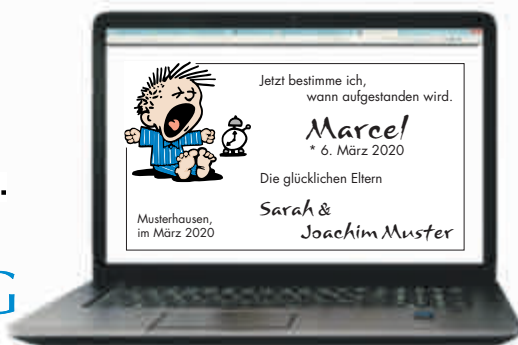 Jetzt bestimme ich,
wann aufgestanden wird.
Marcel
* 6. März 2020
Die glücklichen Eltern
Sarah &
Joachim Muster
Musterhausen,
im März 2020
.
G